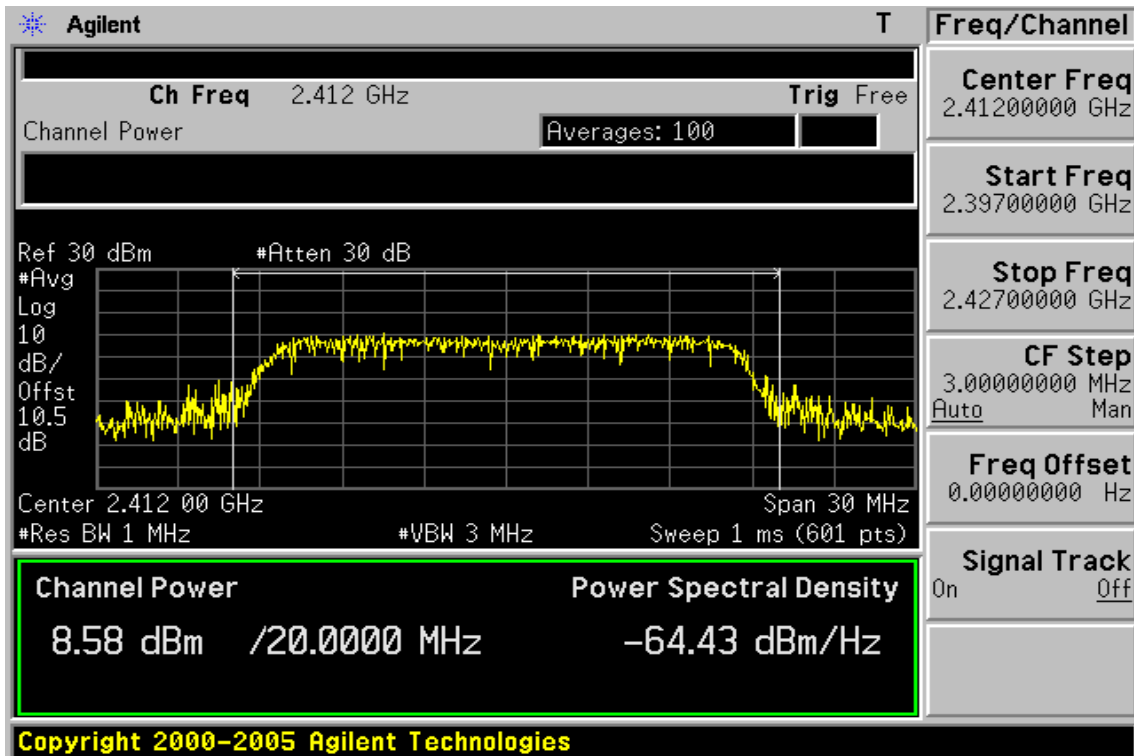 Agilent T
Ch Freq 2.412 GHz Trig Free
Channel Power
Averages: 100
Ref 30 dBm #Atten 30 dB
#Avg
Log
10
dB/
Offst
10.5
dB
Center 2.412 00 GHz Span 30 MHz
#Res BW 1 MHz #VBW 3 MHz Sweep 1 ms (601 pts)
Channel Power Power Spectral Density
8.58 dBm /20.0000 MHz -64.43 dBm/Hz
Copyright 2000-2005 Agilent Technologies
Freq/Channel
Center Freq
2.41200000 GHz
Start Freq
2.39700000 GHz
Stop Freq
2.42700000 GHz
CF Step
3.00000000 MHz
Auto Man
Freq Offset
0.00000000 Hz
Signal Track
On Off